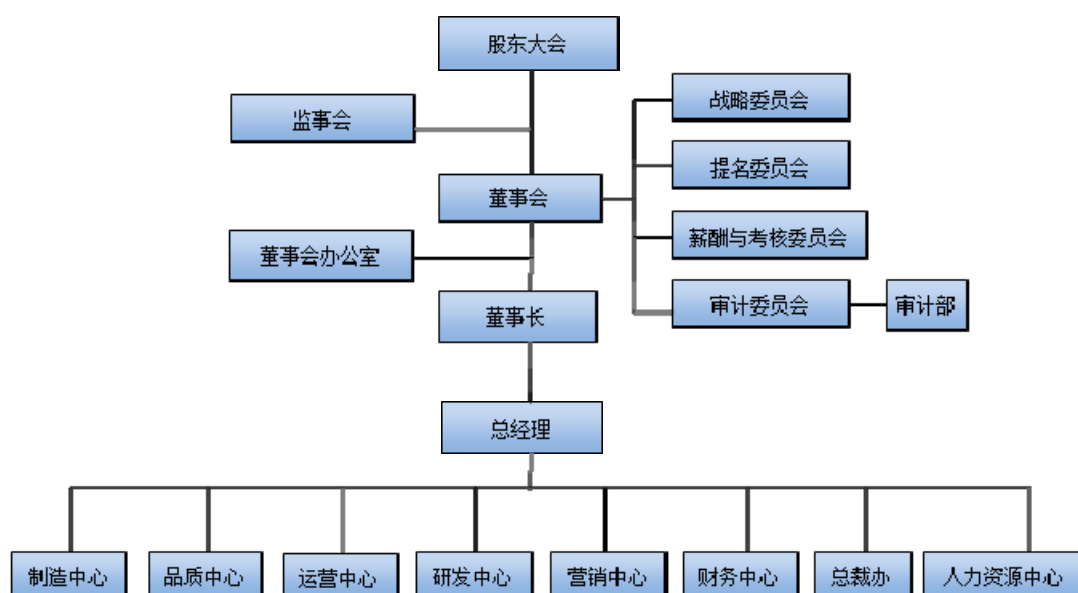 股东大会
战略委员会
监事会
提名委员会
董事会
薪酬与考核委员会
董事会办公室
审计委员会
审计部
董事长
总经理
制造中心
品质中心
运营中心
研发中心
营销中心
财务中心
总裁办
人力资源中心